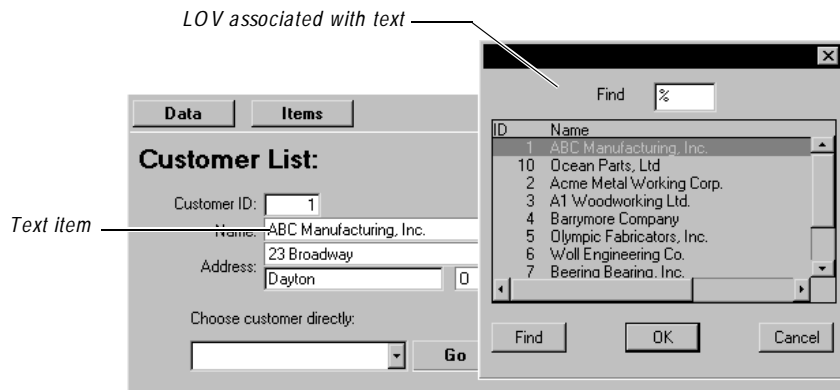 LOV associated with text
Find %
Data Items
ID Name
Customer List:
1 ABC Manufacturing, Inc.
10 Ocean Parts, Ltd
2 Acme Metal Working Corp.
Customer ID: 1
3 A1 Woodworking Ltd.
Text item
Name: ABC Manufacturing, Inc.
4 Barrymore Company
5 Olympic Fabricators, Inc.
Address: 23 Broadway
6 Woll Engineering Co.
Dayton O
7 Beering Bearing, Inc.
Choose customer directly:
Go
Find OK Cancel